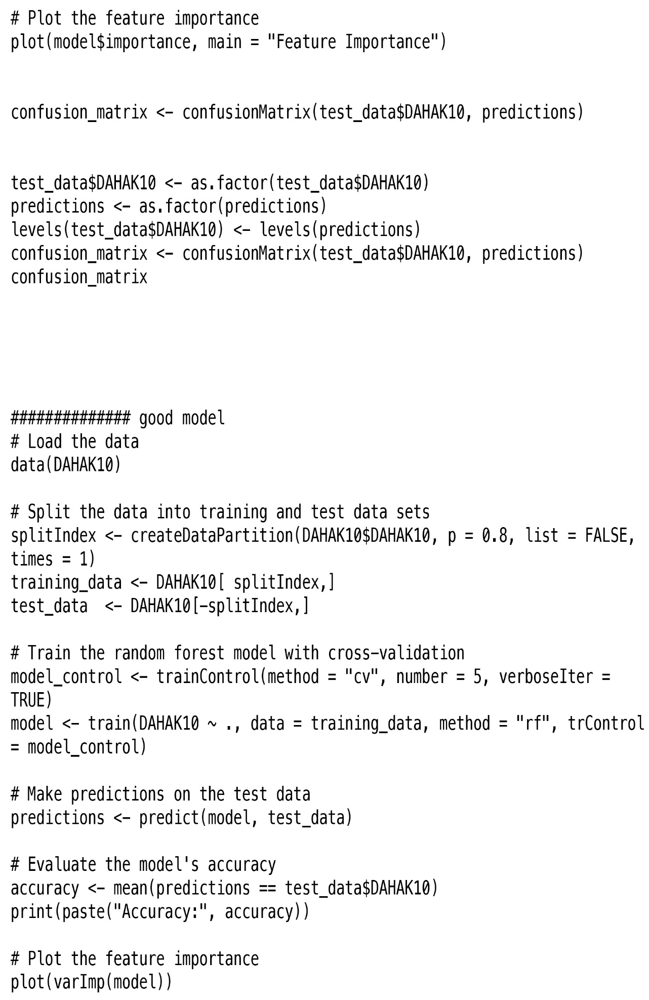 # Plot the feature importance
plot(model$importance, main = "Feature Importance")
confusion_matrix <- confusionMatrix(test_data$DAHAK10, predictions)
test_data$DAHAK10 <- as.factor(test_data$DAHAK10)
predictions <- as.factor(predictions)
levels(test_data$DAHAK10) <- levels(predictions)
confusion_matrix <- confusionMatrix(test_data$DAHAK10, predictions)
confusion_matrix
############## good model
# Load the data
data(DAHAK10)
# Split the data into training and test data sets
splitIndex <- createDataPartition(DAHAK10$DAHAK10, p = 0.8, list = FALSE,
times = 1)
training_data <- DAHAK10[ splitIndex,]
test_data  <- DAHAK10[-splitIndex,]
# Train the random forest model with cross-validation
model_control <- trainControl(method = "cv", number = 5, verboseIter =
TRUE)
model <- train(DAHAK10 ~ ., data = training_data, method = "rf", trControl
= model_control)
# Make predictions on the test data
predictions <- predict(model, test_data)
# Evaluate the model's accuracy
accuracy <- mean(predictions == test_data$DAHAK10)
print(paste("Accuracy:", accuracy))
# Plot the feature importance
plot(varImp(model))